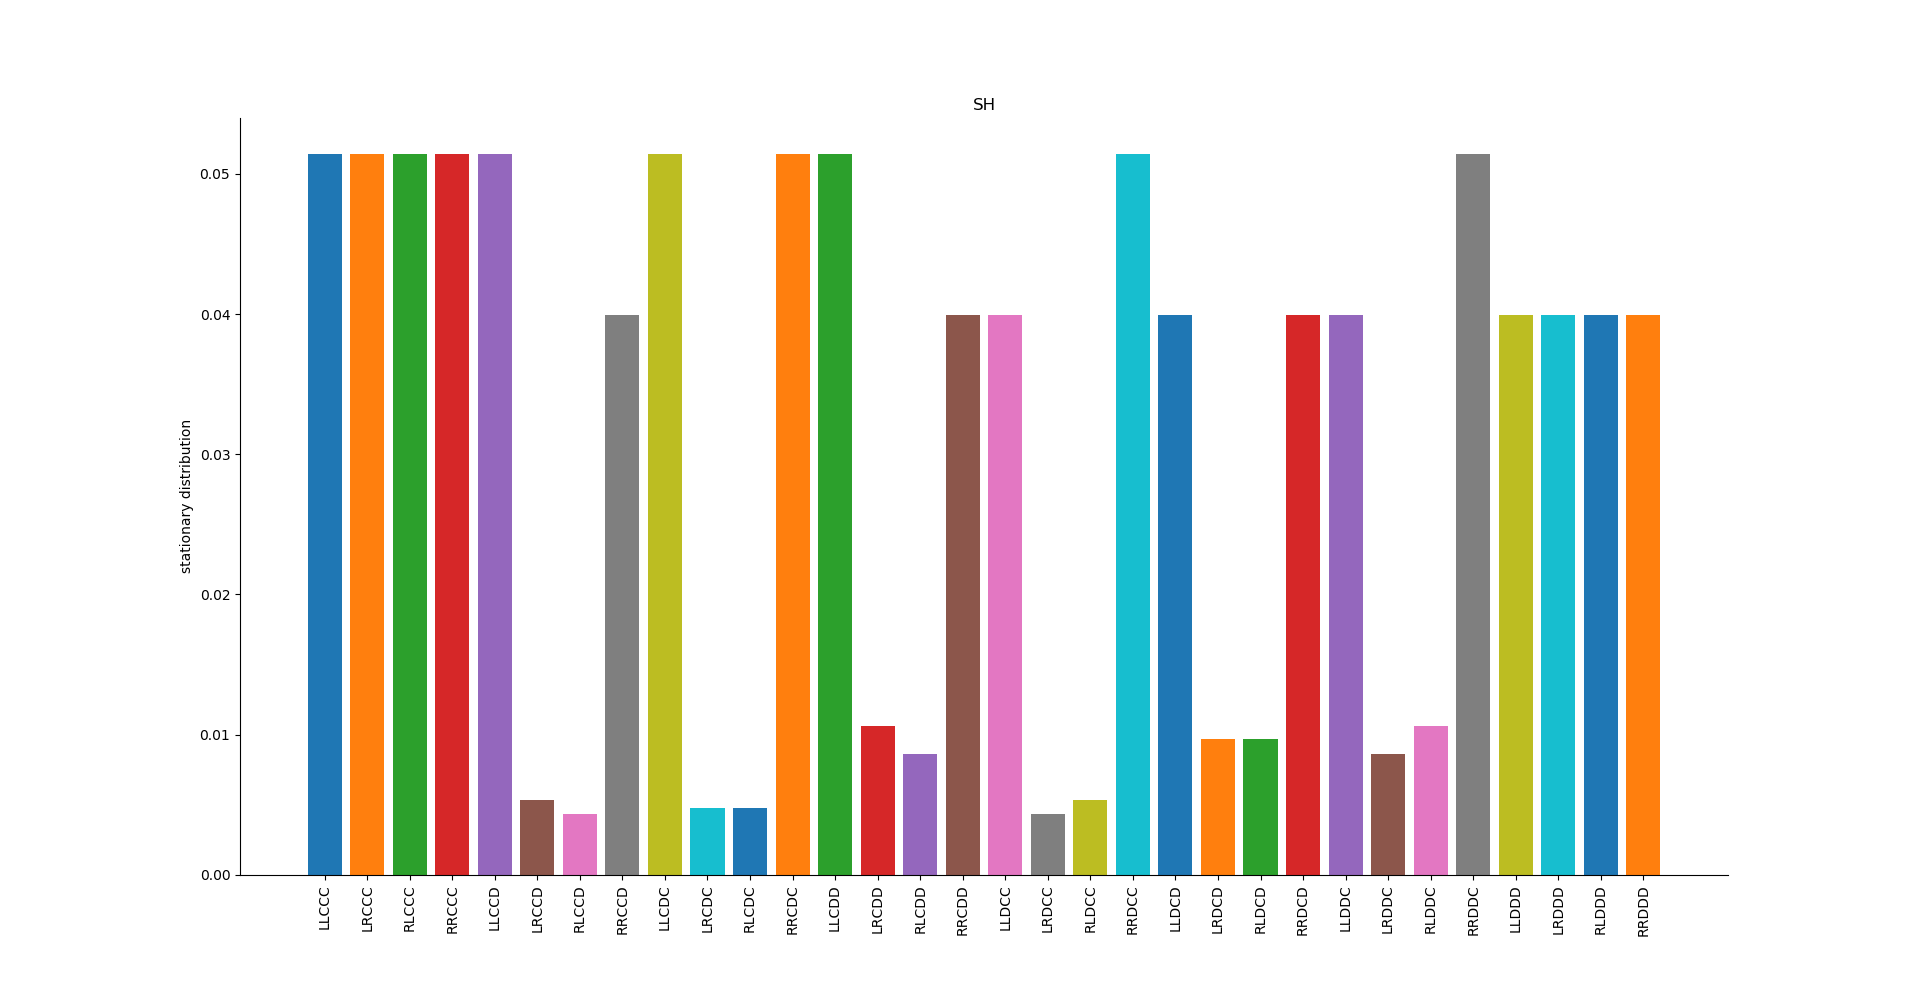 SH
stationary distribution
0.05
0.04
0.03
0.02
0.01
0.00
LLCCC
LRCCC
RLCCC
RRCCC
LLCCD
LRCCD
RLCCD
RRCCD
LLCDC
LRCDC
RLCDC
RRCDC
LLCDD
LRCDD
RLCDD
RRCDD
LLDCC
LRDCC
RLDCC
RRDCC
LLDCD
LRDCD
RLDCD
RRDCD
LLDDC
LRDDC
RLDDC
RRDDC
LLDDD
LRDDD
RLDDD
RRDDD